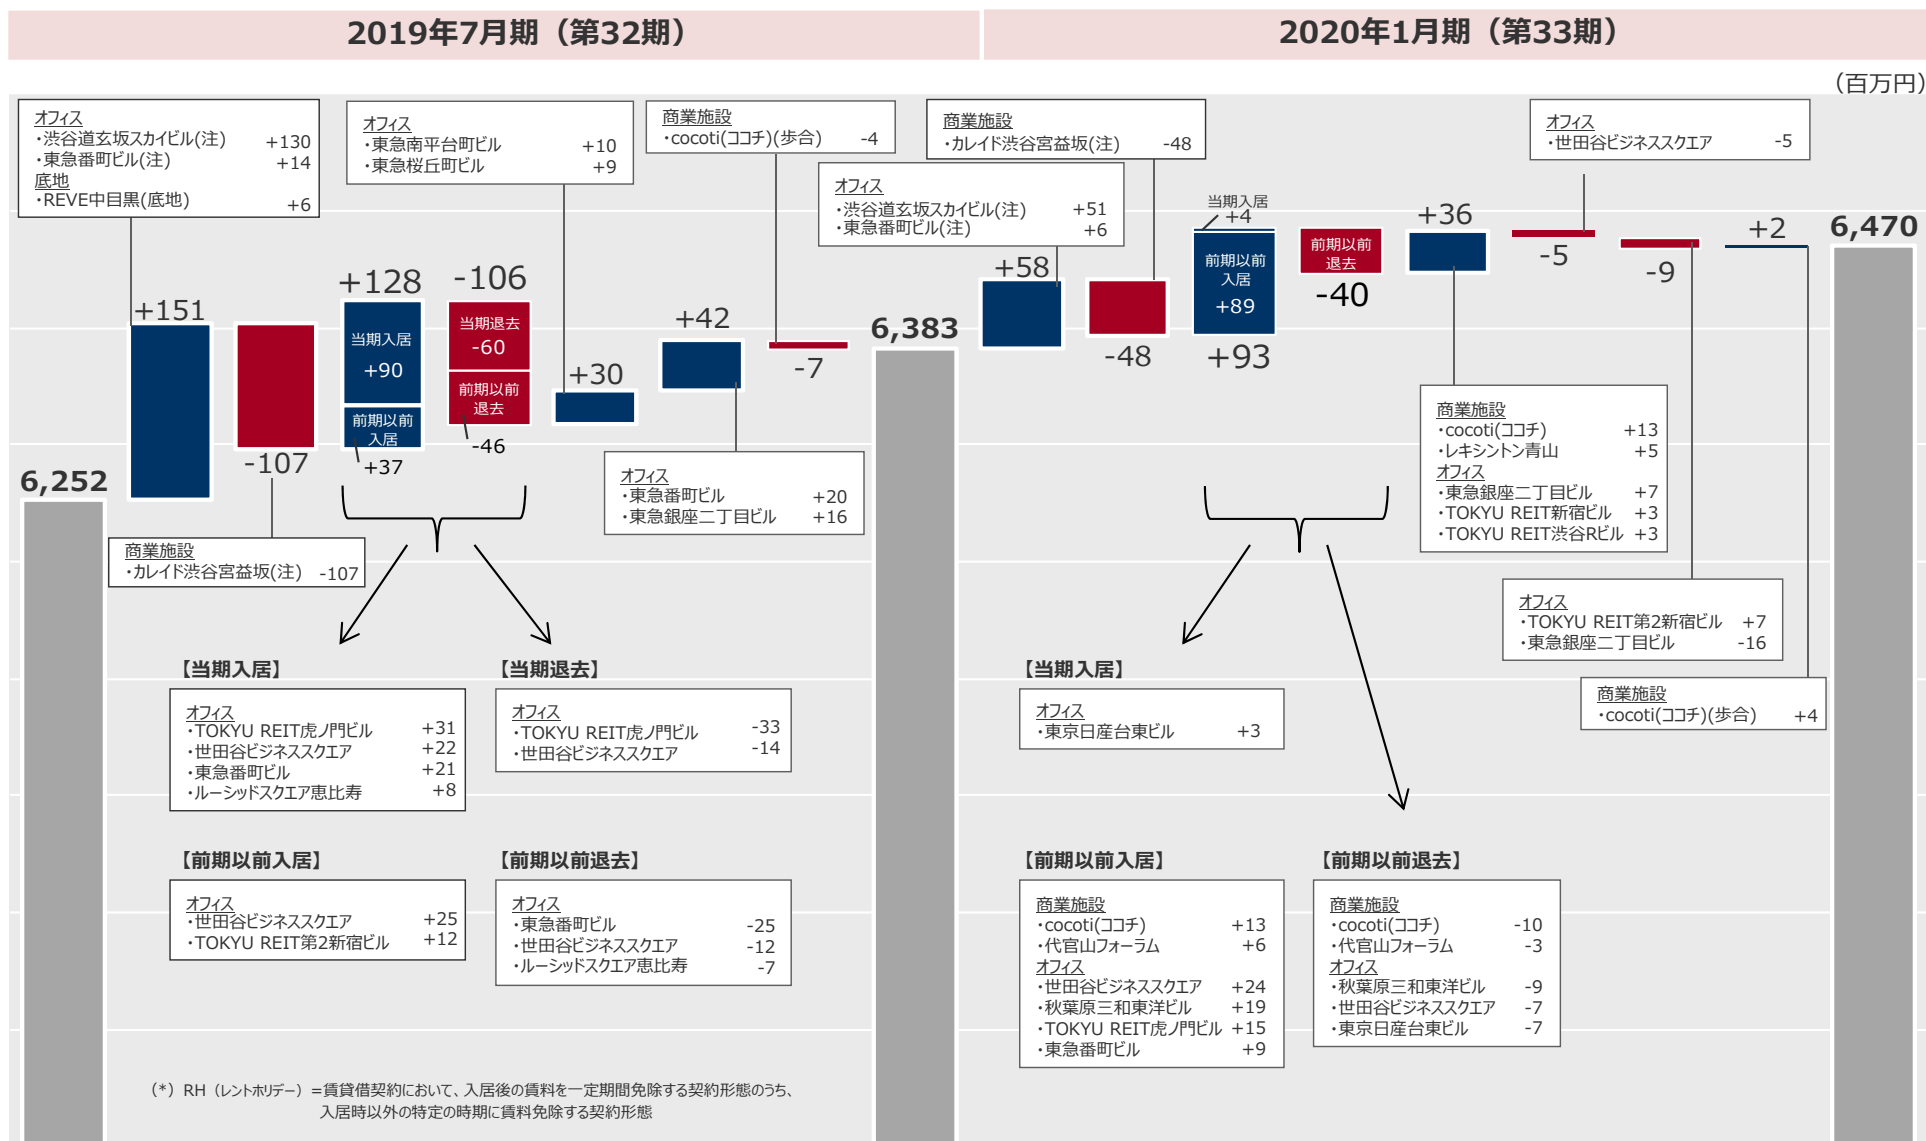 2019年7月期（第32期）
2020年1月期（第33期）
（百万円）
オフィス
・渋谷道玄坂スカイビル(注) +130
・東急番町ビル(注) +14
底地
・REVE中目黒(底地) +6
オフィス
・東急南平台町ビル +10
・東急桜丘町ビル +9
商業施設
・cocoti(ココチ)(歩合) -4
商業施設
・カレイド渋谷宮益坂(注) -48
オフィス
・渋谷道玄坂スカイビル(注) +51
・東急番町ビル(注) +6
オフィス
・世田谷ビジネススクエア -5
6,252
+151
-107
+128
当期入居
+90
前期以前
入居
+37
-106
当期退去
-60
前期以前
退去
-46
+30
+42
-7
6,383
+58
-48
当期入居
+4
前期以前
入居
+89
+93
前期以前
退去
-40
+36
-5
-9
+2
6,470
商業施設
・カレイド渋谷宮益坂(注) -107
オフィス
・東急番町ビル +20
・東急銀座二丁目ビル +16
商業施設
・cocoti(ココチ) +13
・レキシントン青山 +5
オフィス
・東急銀座二丁目ビル +7
・TOKYU REIT新宿ビル +3
・TOKYU REIT渋谷Rビル +3
オフィス
・TOKYU REIT第2新宿ビル +7
・東急銀座二丁目ビル -16
商業施設
・cocoti(ココチ)(歩合) +4
【当期入居】
オフィス
・TOKYU REIT虎ノ門ビル +31
・世田谷ビジネススクエア +22
・東急番町ビル +21
・ルーシッドスクエア恵比寿 +8
【当期退去】
オフィス
・TOKYU REIT虎ノ門ビル -33
・世田谷ビジネススクエア -14
【前期以前入居】
オフィス
・世田谷ビジネススクエア +25
・TOKYU REIT第2新宿ビル +12
【前期以前退去】
オフィス
・東急番町ビル -25
・世田谷ビジネススクエア -12
・ルーシッドスクエア恵比寿 -7
【当期入居】
オフィス
・東京日産台東ビル +3
【前期以前入居】
商業施設
・cocoti(ココチ) +13
・代官山フォーラム +6
オフィス
・世田谷ビジネススクエア +24
・秋葉原三和東洋ビル +19
・TOKYU REIT虎ノ門ビル +15
・東急番町ビル +9
【前期以前退去】
商業施設
・cocoti(ココチ) -10
・代官山フォーラム -3
オフィス
・秋葉原三和東洋ビル -9
・世田谷ビジネススクエア -7
・東京日産台東ビル -7
（*）RH（レントホリデー）＝賃貸借契約において、入居後の賃料を一定期間免除する契約形態のうち、
入居時以外の特定の時期に賃料免除する契約形態